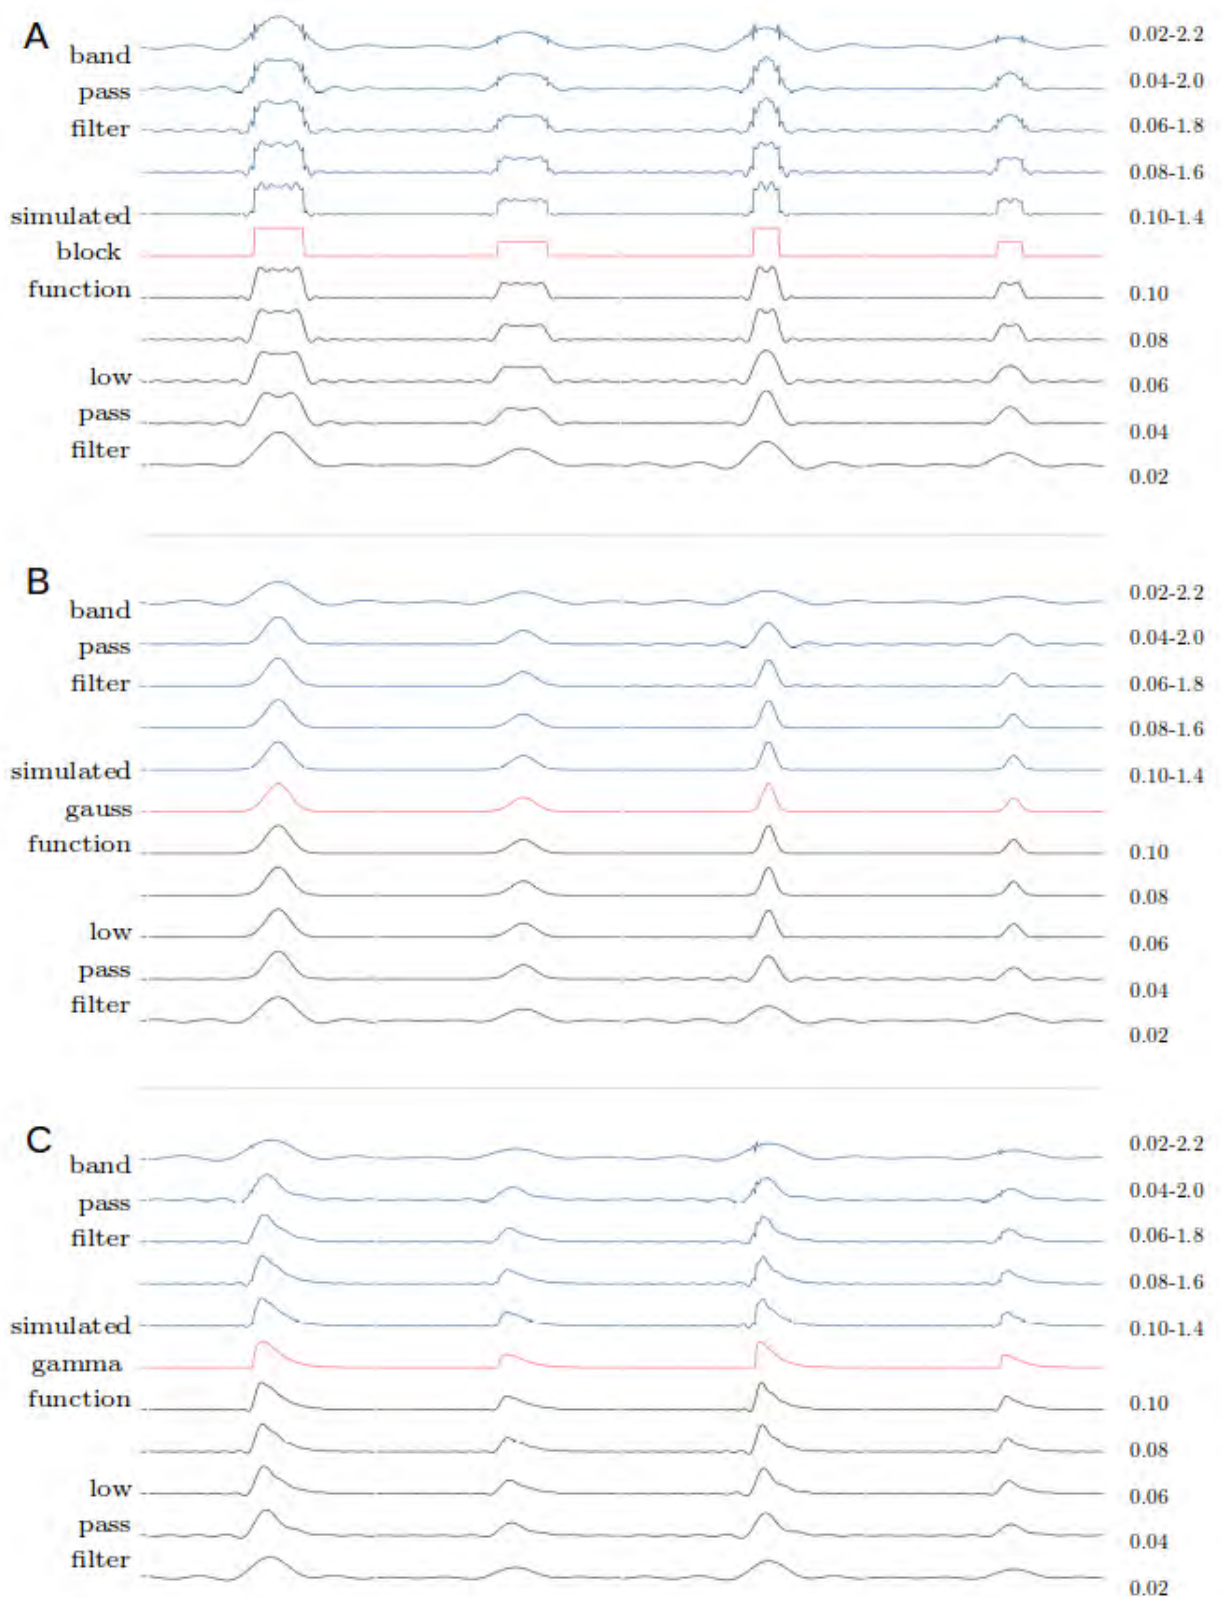 A
band
0.02-2.2
pass
0.04-2.0
filter
0.06-1.8
0.08-1.6
simulated
0.10-1.4
block
function
0.10
0.08
low
0.06
pass
0.04
filter
0.02
B
band
0.02-2.2
pass
0.04-2.0
filter
0.06-1.8
0.08-1.6
simulated
0.10-1.4
gauss
function
0.10
0.08
low
0.06
pass
0.04
filter
0.02
C
band
0.02-2.2
pass
0.04-2.0
filter
0.06-1.8
0.08-1.6
simulated
0.10-1.4
gamma
function
0.10
0.08
low
0.06
pass
0.04
filter
0.02